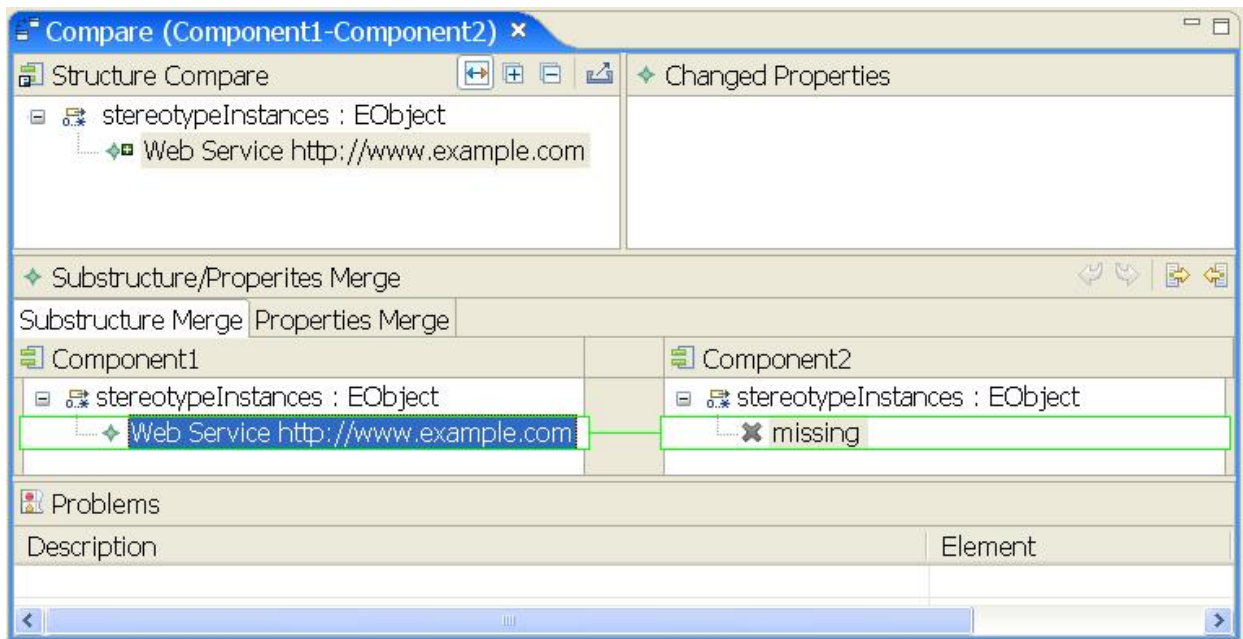 Compare (Component1-Component2)
Structure Compare
Changed Properties
stereotypeInstances : EObject
Web Service http://www.example.com
Substructure/Properites Merge
Substructure Merge
Properties Merge
Component1
Component2
stereotypeInstances : EObject
stereotypeInstances : EObject
Web Service http://www.example.com
missing
Problems
Description
Element